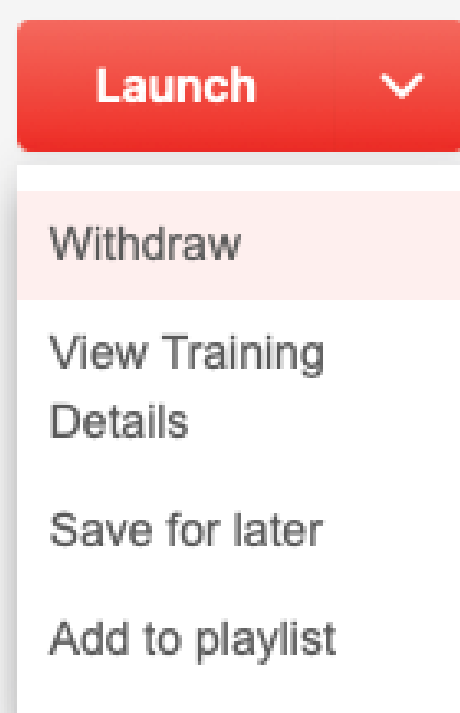 Launch
Withdraw
View Training
Details
Save for later
Add to playlist